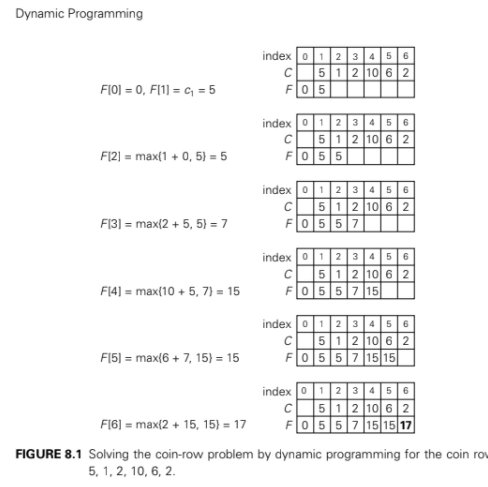 Dynamic Programming
index 0 1 2 3 4 5 6
C 5 1 2 10 6 2
F[0] = 0, F[1] = c₁ = 5 F 0 5
index 0 1 2 3 4 5 6
C 5 1 2 10 6 2
F[2] = max{1 + 0, 5} = 5 F 0 5 5
index 0 1 2 3 4 5 6
C 5 1 2 10 6 2
F[3] = max{2 + 5, 5} = 7 F 0 5 5 7
index 0 1 2 3 4 5 6
C 5 1 2 10 6 2
F[4] = max{10 + 5, 7} = 15 F 0 5 5 7 15
index 0 1 2 3 4 5 6
C 5 1 2 10 6 2
F[5] = max{6 + 7, 15} = 15 F 0 5 5 7 15 15
index 0 1 2 3 4 5 6
C 5 1 2 10 6 2
F[6] = max{2 + 15, 15} = 17 F 0 5 5 7 15 15 17
FIGURE 8.1 Solving the coin-row problem by dynamic programming for the coin row
5, 1, 2, 10, 6, 2.